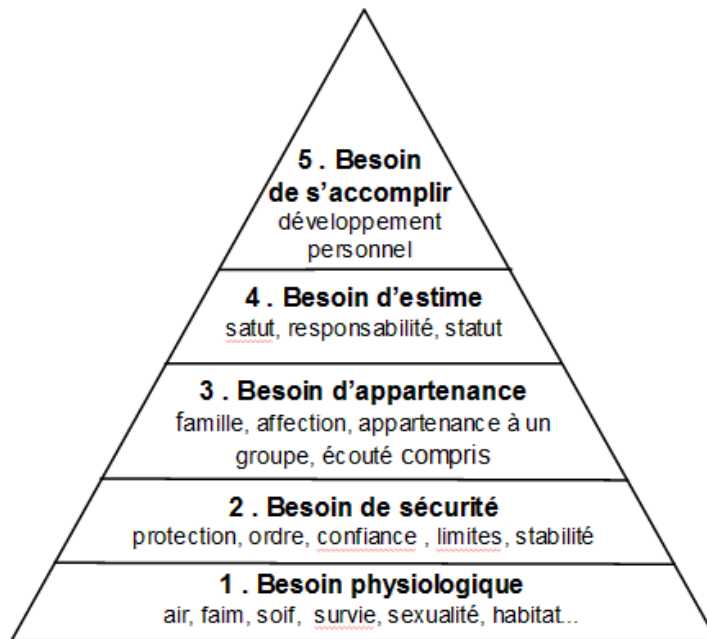 5 . Besoin
de s'accomplir
développement
personnel
4 . Besoin d'estime
satut, responsabilité, statut
3 . Besoin d'appartenance
famille, affection, appartenance à un
groupe, écouté compris
2 . Besoin de sécurité
protection, ordre, confiance , limites, stabilité
1 . Besoin physiologique
air, faim, soif, survie, sexualité, habitat...